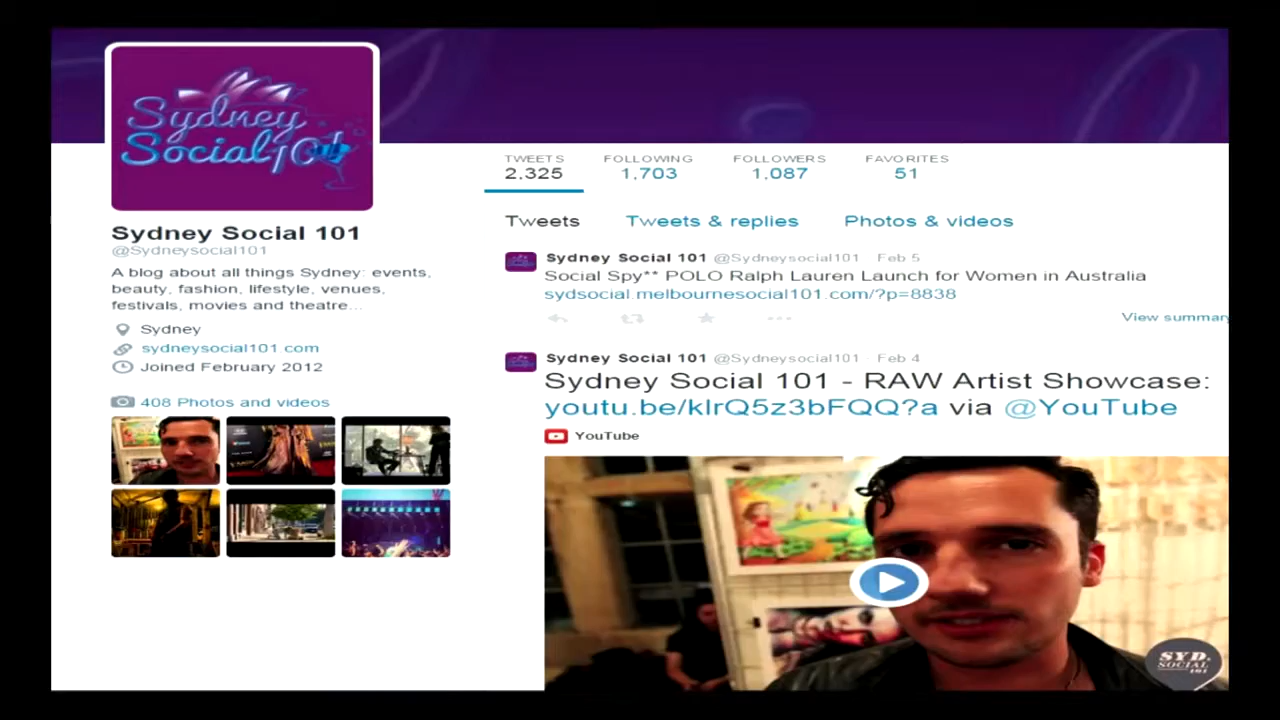 Sydney
Social101
Sydney Social 101
@Sydneysocial101
A blog about all things Sydney: events,
beauty, fashion, lifestyle, venues,
festivals, movies and theatre...
Sydney
sydneysocial101.com
Joined February 2012
408 Photos and videos
TWEETS FOLLOWING FOLLOWERS FAVORITES
2,325 1,703 1,087 51
Tweets Tweets & replies Photos & videos
Sydney Social 101 @Sydneysocial101 · Feb 5
Social Spy** POLO Ralph Lauren Launch for Women in Australia
sydsocial.melbournesocial101.com/?p=8838
View summary
Sydney Social 101 @Sydneysocial101 · Feb 4
Sydney Social 101 - RAW Artist Showcase:
youtu.be/klrQ5z3bFQQ?a via @YouTube
YouTube
SYD.
SOCIAL
101